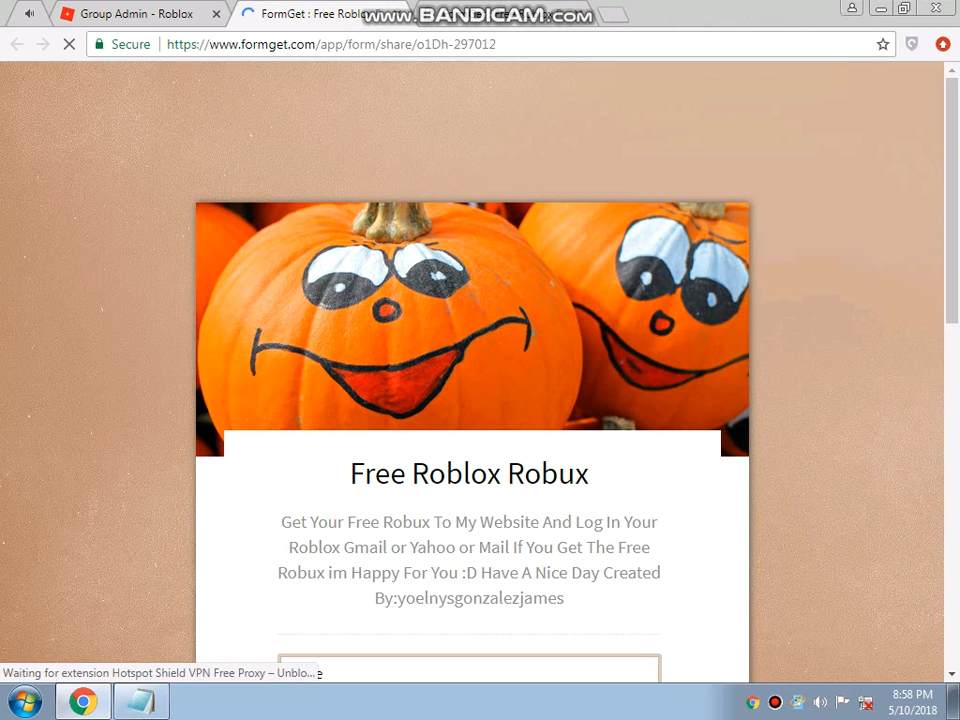 Group Admin - Roblox
FormGet : Free Robl
www.BANDICAM.com
Secure
https://www.formget.com/app/form/share/o1Dh-297012
Free Roblox Robux
Get Your Free Robux To My Website And Log In Your
Roblox Gmail or Yahoo or Mail If You Get The Free
Robux im Happy For You :D Have A Nice Day Created
By:yoelnysgonzalezjames
Waiting for extension Hotspot Shield VPN Free Proxy – Unblo...
8:58 PM
5/10/2018